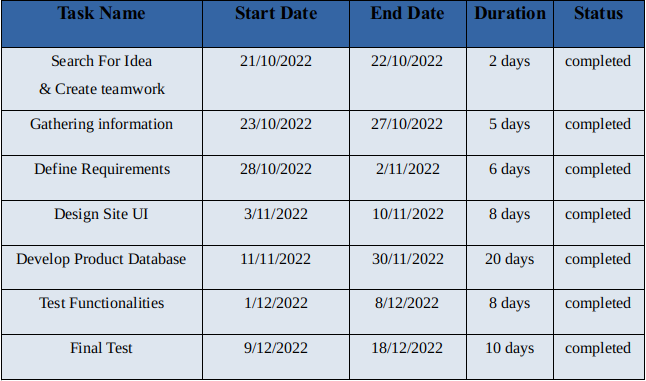 Task Name Start Date End Date Duration Status
Search For Idea
& Create teamwork 21/10/2022 22/10/2022 2 days completed
Gathering information 23/10/2022 27/10/2022 5 days completed
Define Requirements 28/10/2022 2/11/2022 6 days completed
Design Site UI 3/11/2022 10/11/2022 8 days completed
Develop Product Database 11/11/2022 30/11/2022 20 days completed
Test Functionalities 1/12/2022 8/12/2022 8 days completed
Final Test 9/12/2022 18/12/2022 10 days completed